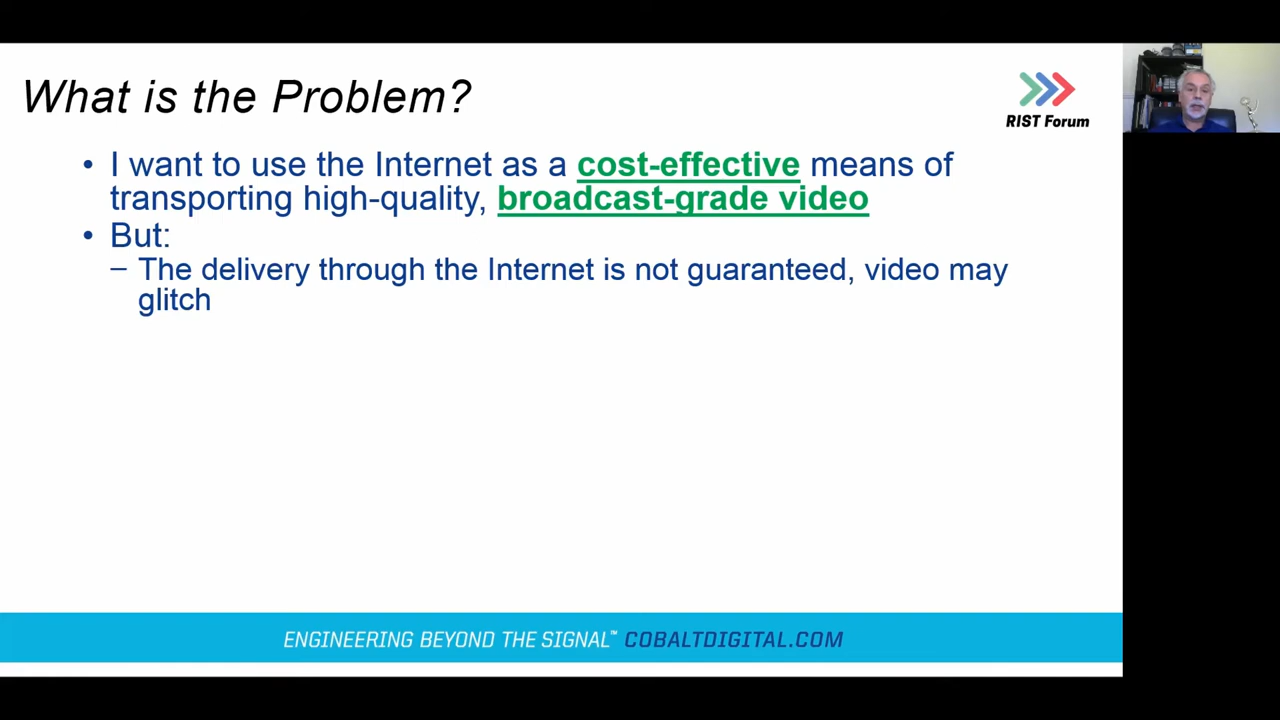 What is the Problem?
RIST Forum
• I want to use the Internet as a cost-effective means of
transporting high-quality, broadcast-grade video
• But:
– The delivery through the Internet is not guaranteed, video may
glitch
ENGINEERING BEYOND THE SIGNAL™ COBALTDIGITAL.COM